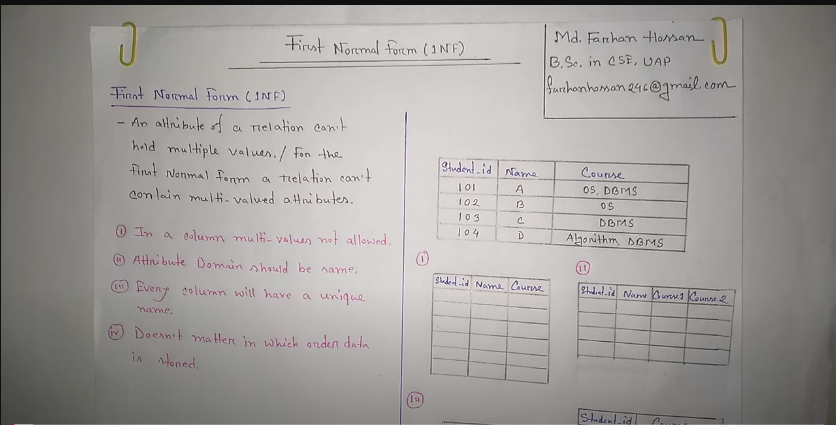 First Normal form (1NF)
Md. Farhan Hossan
B.Sc. in CSE, UAP
farhanhossan246@gmail.com
First Normal Form (1NF)
- An attribute of a relation can't
hold multiple values. / For the
first Normal form a relation can't
contain multi-valued attributes.
(i) In a column multi-values not allowed.
(ii) Attribute Domain should be same.
(iii) Every column will have a unique
name.
(iv) Doesn't matter in which order data
is stored.
Student_id Name Course
101 A OS, DBMS
102 B OS
103 C DBMS
104 D Algorithm, DBMS
(i)
Student_id Name Course
(ii)
Student_id Name Course1 Course 2
(iii)
Student_id Course